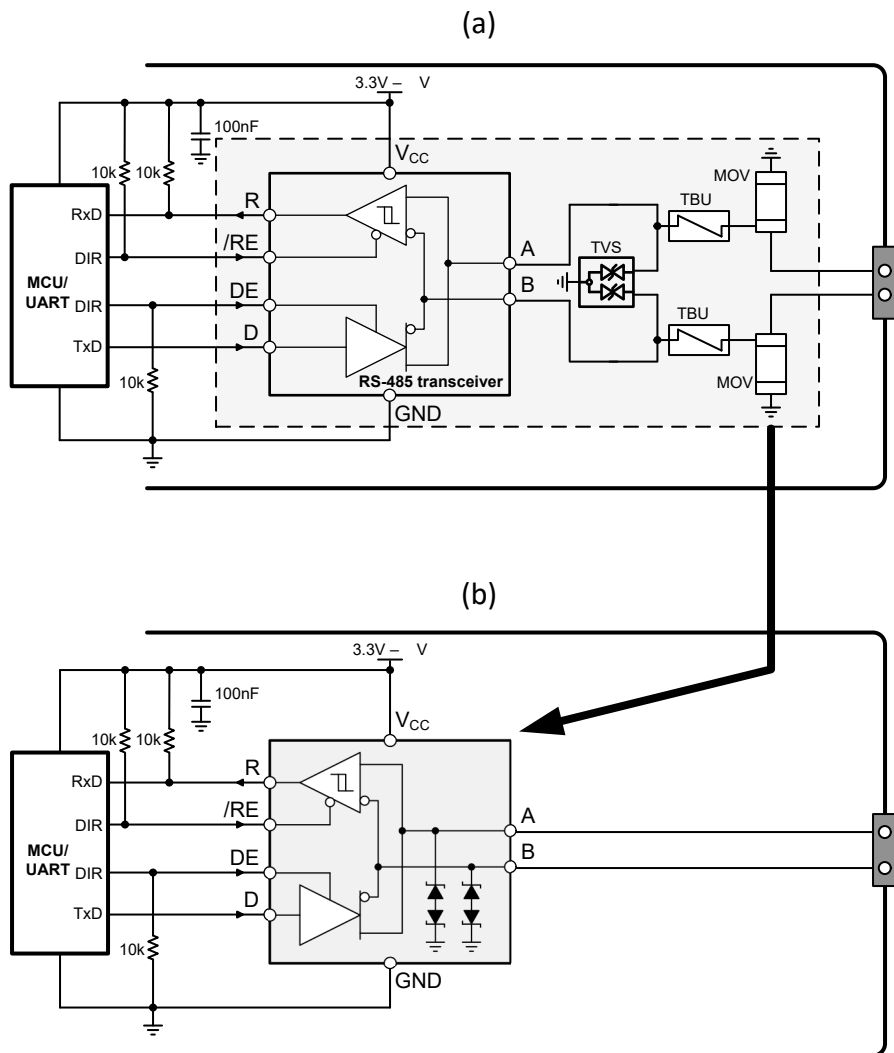 (a)
3.3V – V
100nF
10k 10k
VCC
MOV
TBU
R
RxD
/RE
A
TVS
DIR
MCU/
UART
DE
B
DIR
D
TBU
TxD
10k
RS-485 transceiver
MOV
GND
(b)
3.3V – V
100nF
10k 10k
VCC
R
RxD
/RE
A
DIR
MCU/
UART
DE
B
DIR
D
TxD
10k
GND